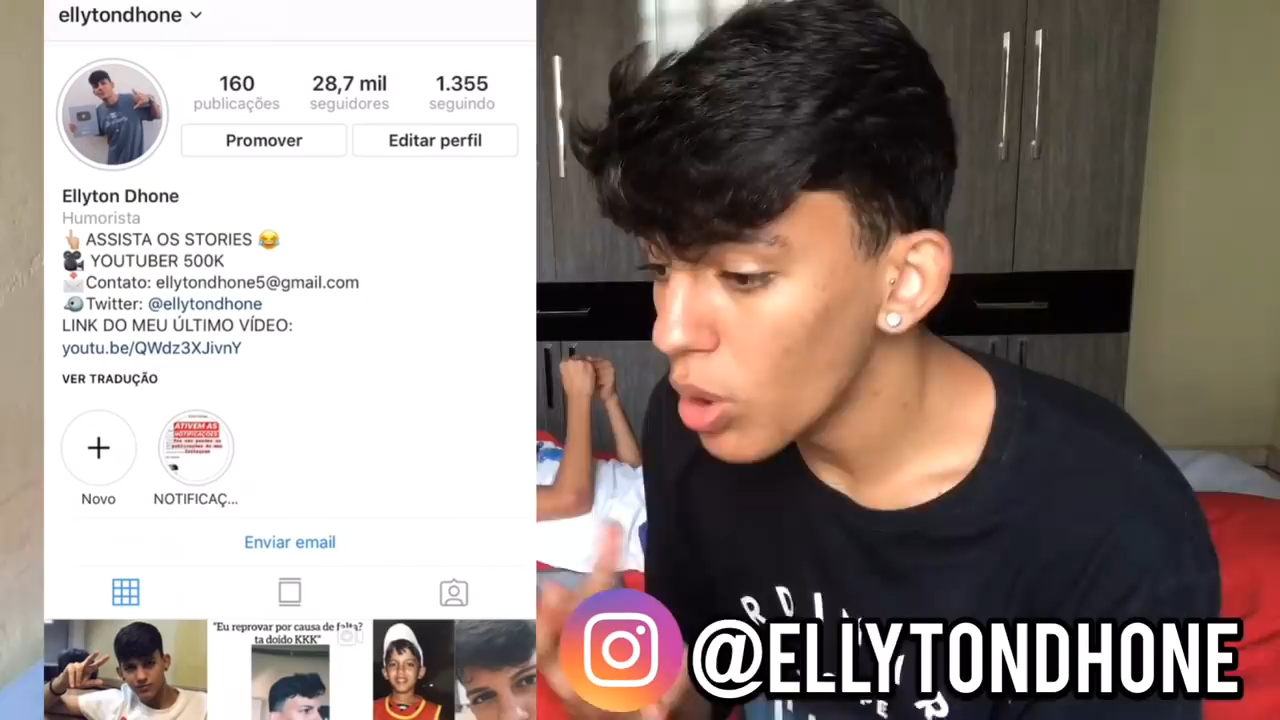 ellytondhone
160
publicações
28,7 mil
seguidores
1.355
seguindo
Promover
Editar perfil
Ellyton Dhone
Humorista
ASSISTA OS STORIES
YOUTUBER 500K
Contato: ellytondhone5@gmail.com
Twitter: @ellytondhone
LINK DO MEU ÚLTIMO VÍDEO:
youtu.be/QWdz3XJivnY
VER TRADUÇÃO
ATIVEM AS
NOTIFICAÇÕES
Novo
NOTIFICAÇ...
Enviar email
"Eu reprovar por causa de falta?
ta doido KKK"
@ELLYTONDHONE